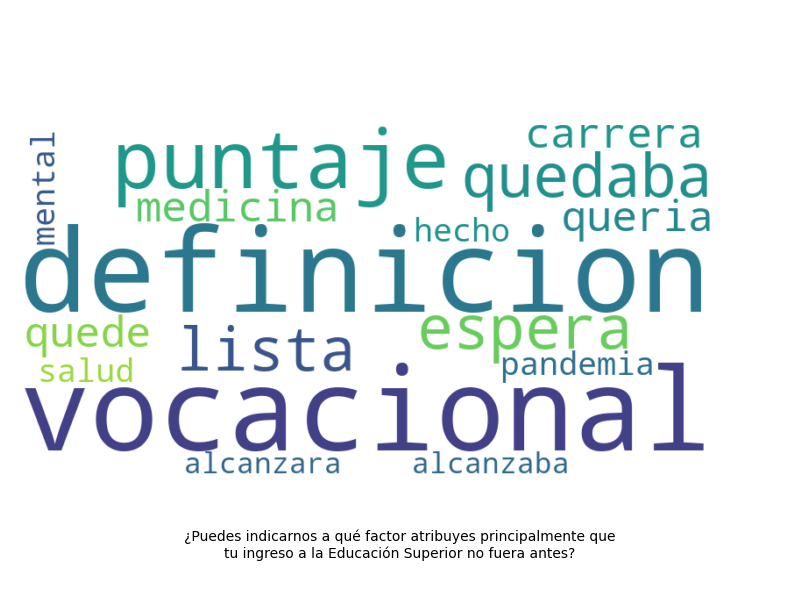 carrera
puntaje
mental
quedaba
medicina
queria
hecho
definicion
quede
espera
lista
pandemia
salud
vocacional
alcanzara
alcanzaba
¿Puedes indicarnos a qué factor atribuyes principalmente que
tu ingreso a la Educación Superior no fuera antes?